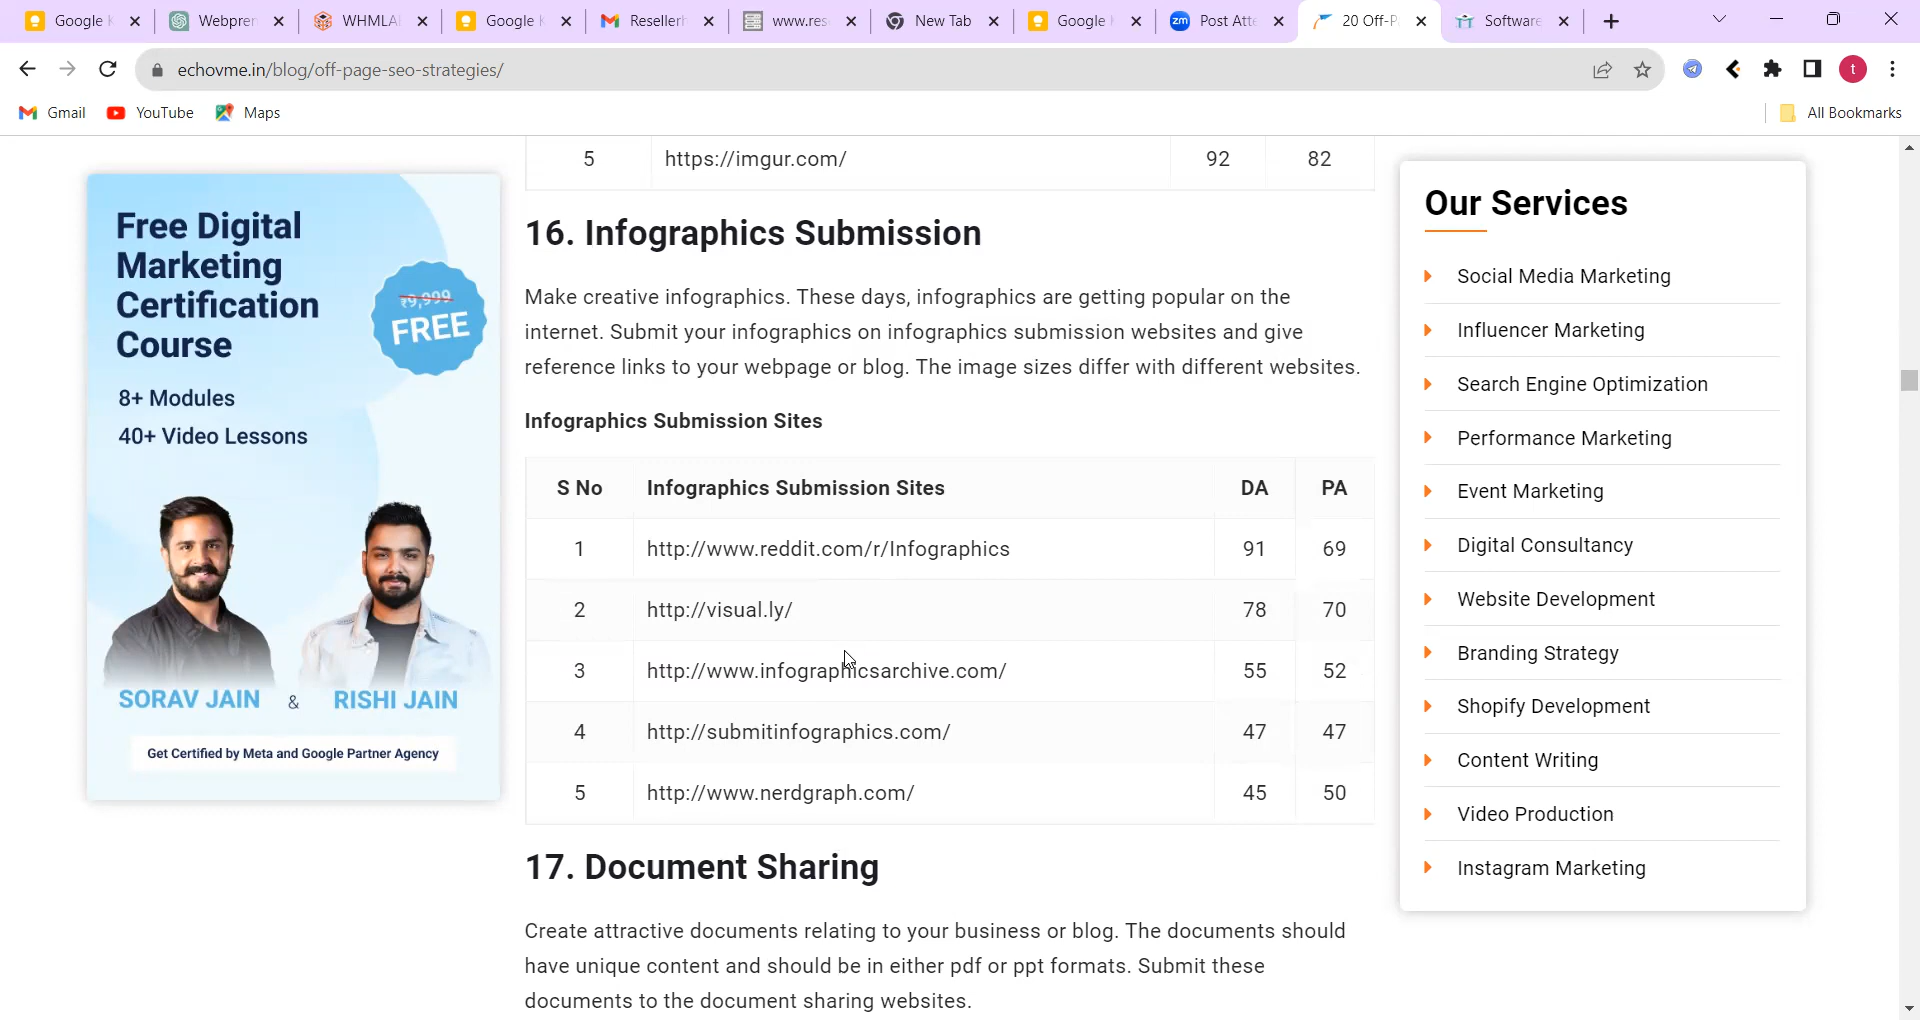 Google K
Webpren
WHMLA
Google K
Resellerh
www.res
New Tab
Google
Post Atte
20 Off-P
Software
echovme.in/blog/off-page-seo-strategies/
t
Gmail
YouTube
Maps
All Bookmarks
Free Digital
Marketing
Certification
Course
₹9,999
FREE
8+ Modules
40+ Video Lessons
SORAV JAIN & RISHI JAIN
Get Certified by Meta and Google Partner Agency
5 https://imgur.com/ 92 82
16. Infographics Submission
Make creative infographics. These days, infographics are getting popular on the
internet. Submit your infographics on infographics submission websites and give
reference links to your webpage or blog. The image sizes differ with different websites.
Infographics Submission Sites
S No Infographics Submission Sites DA PA
1 http://www.reddit.com/r/Infographics 91 69
2 http://visual.ly/ 78 70
3 http://www.infographicsarchive.com/ 55 52
4 http://submitinfographics.com/ 47 47
5 http://www.nerdgraph.com/ 45 50
17. Document Sharing
Create attractive documents relating to your business or blog. The documents should
have unique content and should be in either pdf or ppt formats. Submit these
documents to the document sharing websites.
Our Services
Social Media Marketing
Influencer Marketing
Search Engine Optimization
Performance Marketing
Event Marketing
Digital Consultancy
Website Development
Branding Strategy
Shopify Development
Content Writing
Video Production
Instagram Marketing